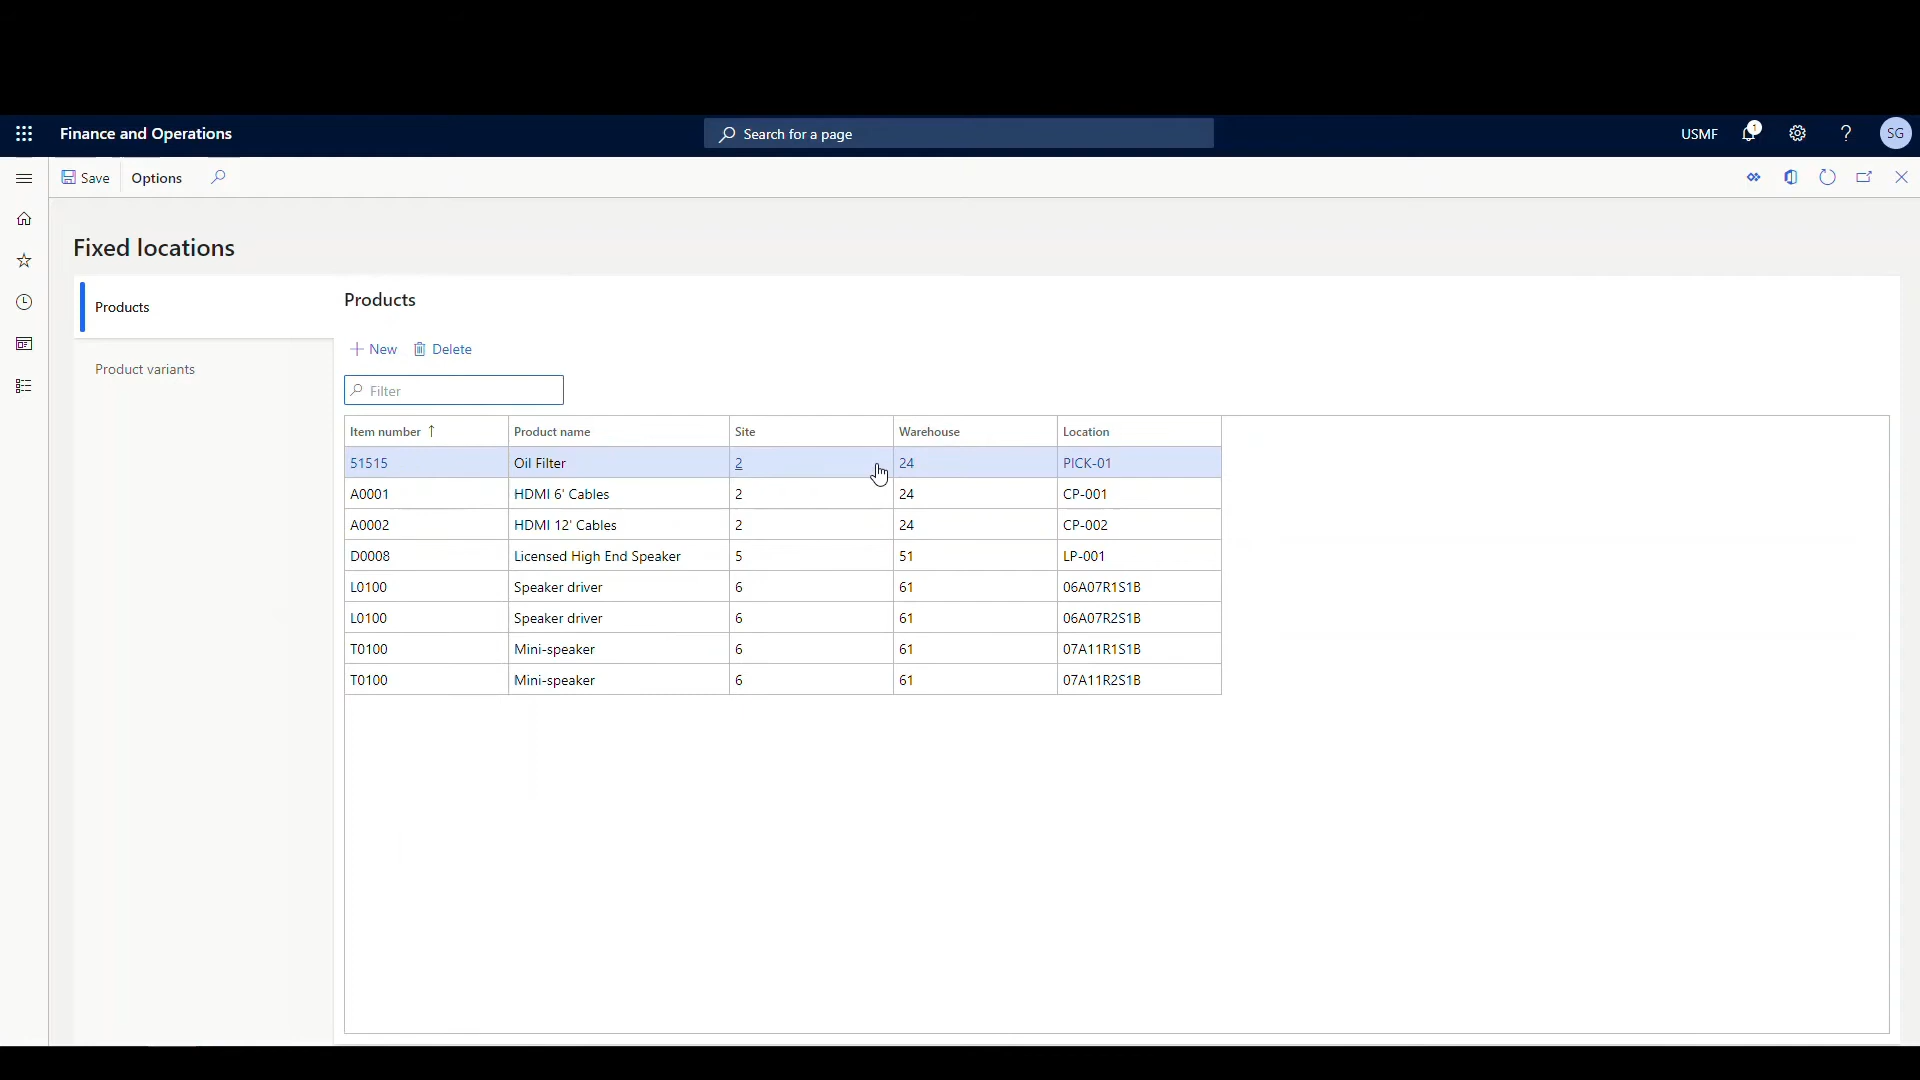 Finance and Operations
Search for a page
USMF
1
?
SG
Save
Options
Fixed locations
Products
Product variants
Products
New
Delete
Filter
Item number ↑ Product name Site Warehouse Location
51515 Oil Filter 2 24 PICK-01
A0001 HDMI 6' Cables 2 24 CP-001
A0002 HDMI 12' Cables 2 24 CP-002
D0008 Licensed High End Speaker 5 51 LP-001
L0100 Speaker driver 6 61 06A07R1S1B
L0100 Speaker driver 6 61 06A07R2S1B
T0100 Mini-speaker 6 61 07A11R1S1B
T0100 Mini-speaker 6 61 07A11R2S1B